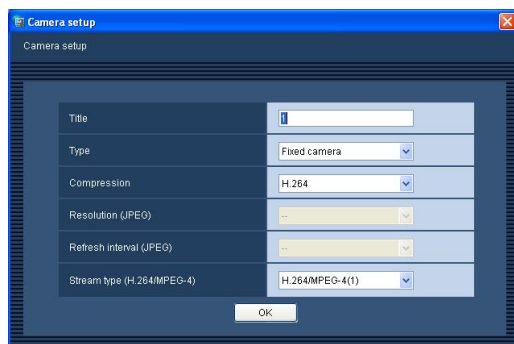 Camera setup
Camera setup
Title 1
Type Fixed camera
Compression H.264
Resolution (JPEG) --
Refresh interval (JPEG) --
Stream type (H.264/MPEG-4) H.264/MPEG-4(1)
OK